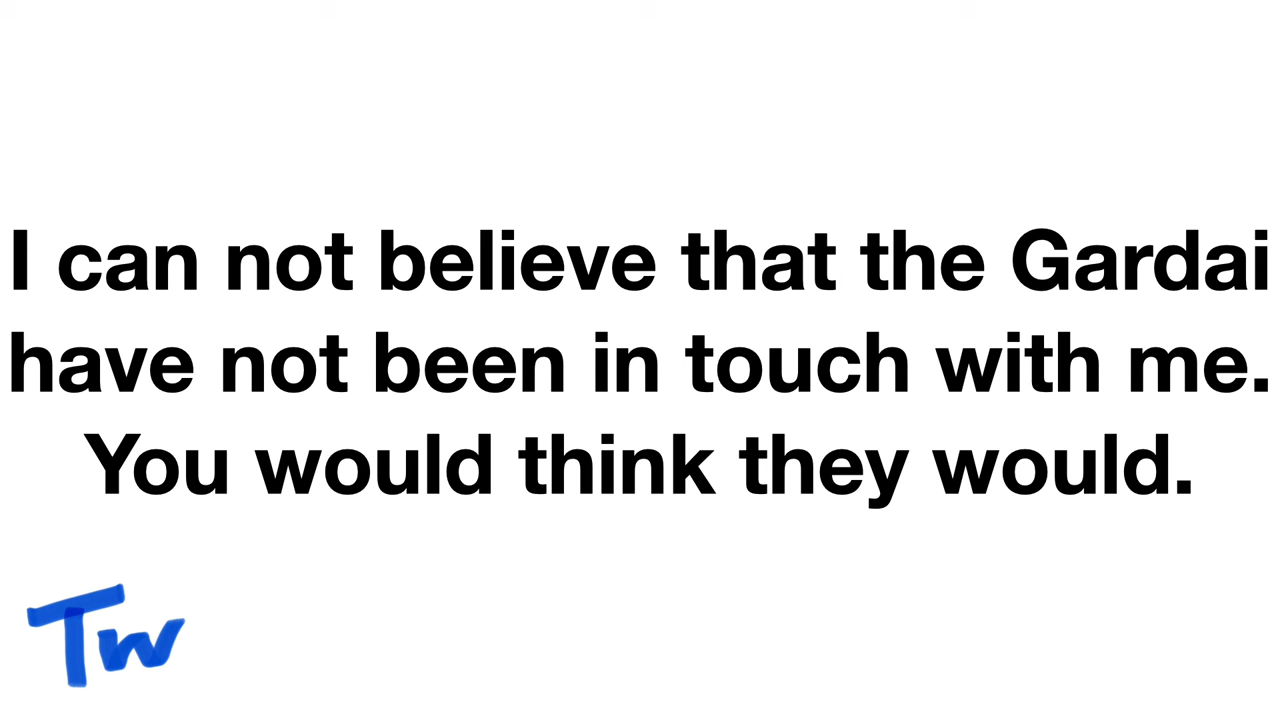 I can not believe that the Gardai
have not been in touch with me.
You would think they would.
Tw